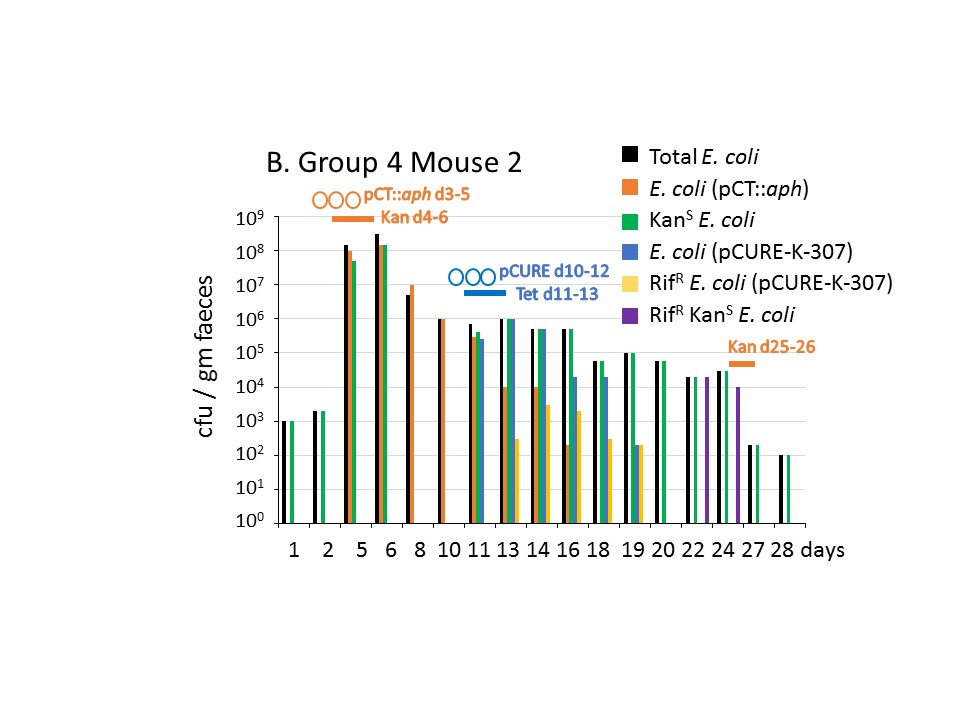 B. Group 4 Mouse 2
pCT::aph d3-5
Kan d4-6
pCURE d10-12
Tet d11-13
Kan d25-26
Total E. coli
E. coli (pCT::aph)
Kanˢ E. coli
E. coli (pCURE-K-307)
Rifᴿ E. coli (pCURE-K-307)
Rifᴿ Kanˢ E. coli
cfu / gm faeces
10⁹
10⁸
10⁷
10⁶
10⁵
10⁴
10³
10²
10¹
10⁰
1 2 5 6 8 10 11 13 14 16 18 19 20 22 24 27 28 days